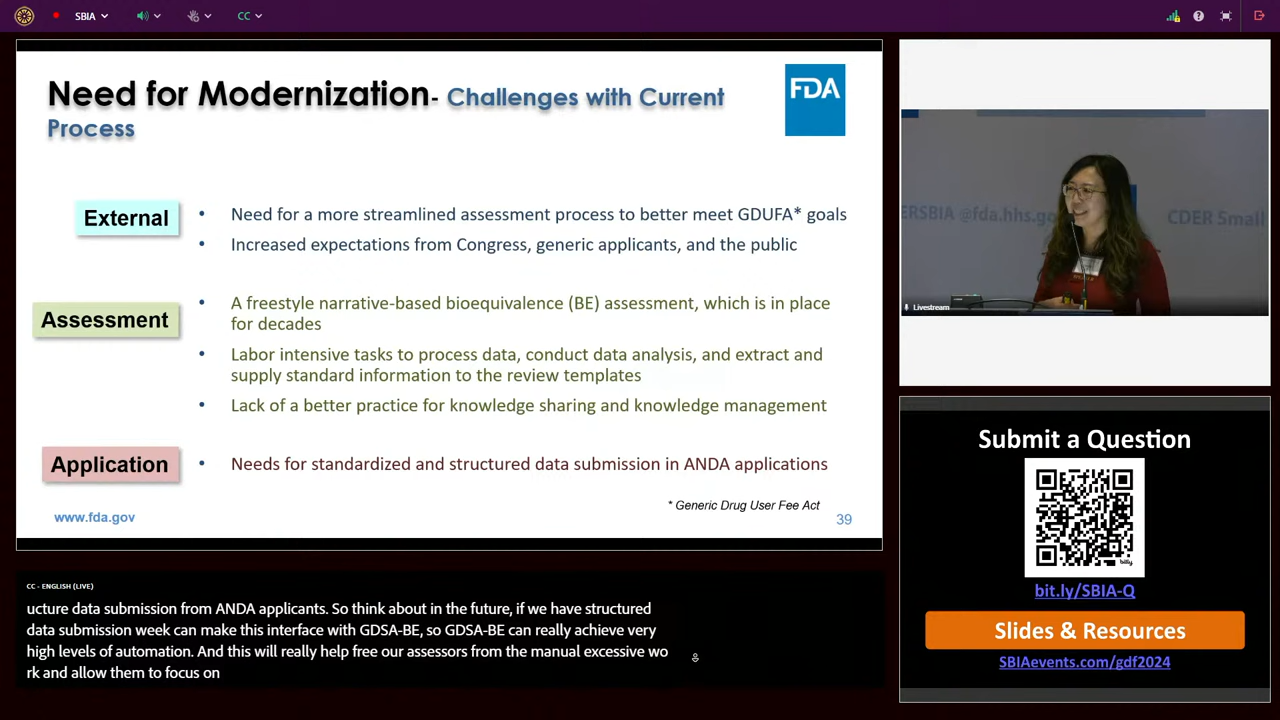 SBIA
CC
Need for Modernization- Challenges with Current
Process
FDA
External
• Need for a more streamlined assessment process to better meet GDUFA* goals
• Increased expectations from Congress, generic applicants, and the public
Assessment
• A freestyle narrative-based bioequivalence (BE) assessment, which is in place
for decades
• Labor intensive tasks to process data, conduct data analysis, and extract and
supply standard information to the review templates
• Lack of a better practice for knowledge sharing and knowledge management
Application
• Needs for standardized and structured data submission in ANDA applications
* Generic Drug User Fee Act
www.fda.gov
39
CC - ENGLISH (LIVE)
ucture data submission from ANDA applicants. So think about in the future, if we have structured
data submission week can make this interface with GDSA-BE, so GDSA-BE can really achieve very
high levels of automation. And this will really help free our assessors from the manual excessive wo
rk and allow them to focus on
ERSBIA @fda.hhs.gov
CDER Small
Livestream
Submit a Question
bitly
bit.ly/SBIA-Q
Slides & Resources
SBIAevents.com/gdf2024